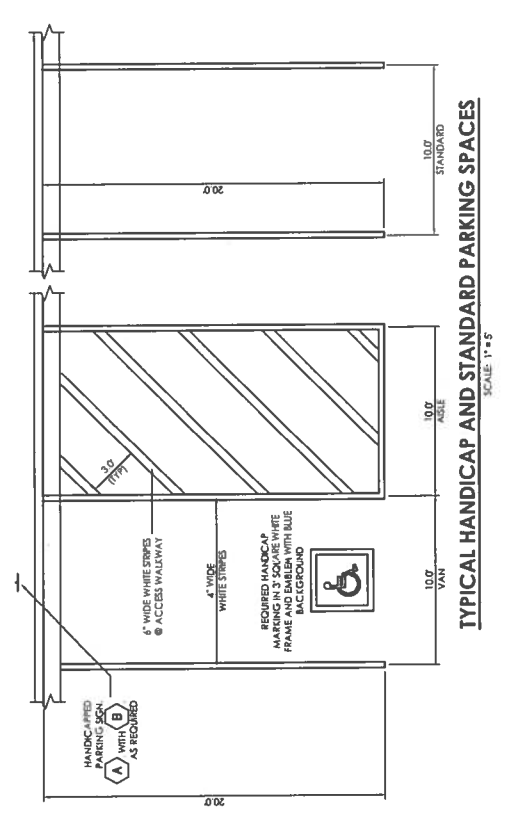 HANDICAPPED
PARKING SIGN.
A WITH B
AS REQUIRED
20.0'
6" WIDE WHITE STRIPES
@ ACCESS WALKWAY
3.0'
(TYP)
4" WIDE
WHITE STRIPES
REQUIRED HANDICAP
MARKING IN 3' SQUARE WHITE
FRAME AND EMBLEM WITH BLUE
BACKGROUND
10.0'
VAN
10.0'
AISLE
20.0'
10.0'
STANDARD
TYPICAL HANDICAP AND STANDARD PARKING SPACES
SCALE: 1" = 5'